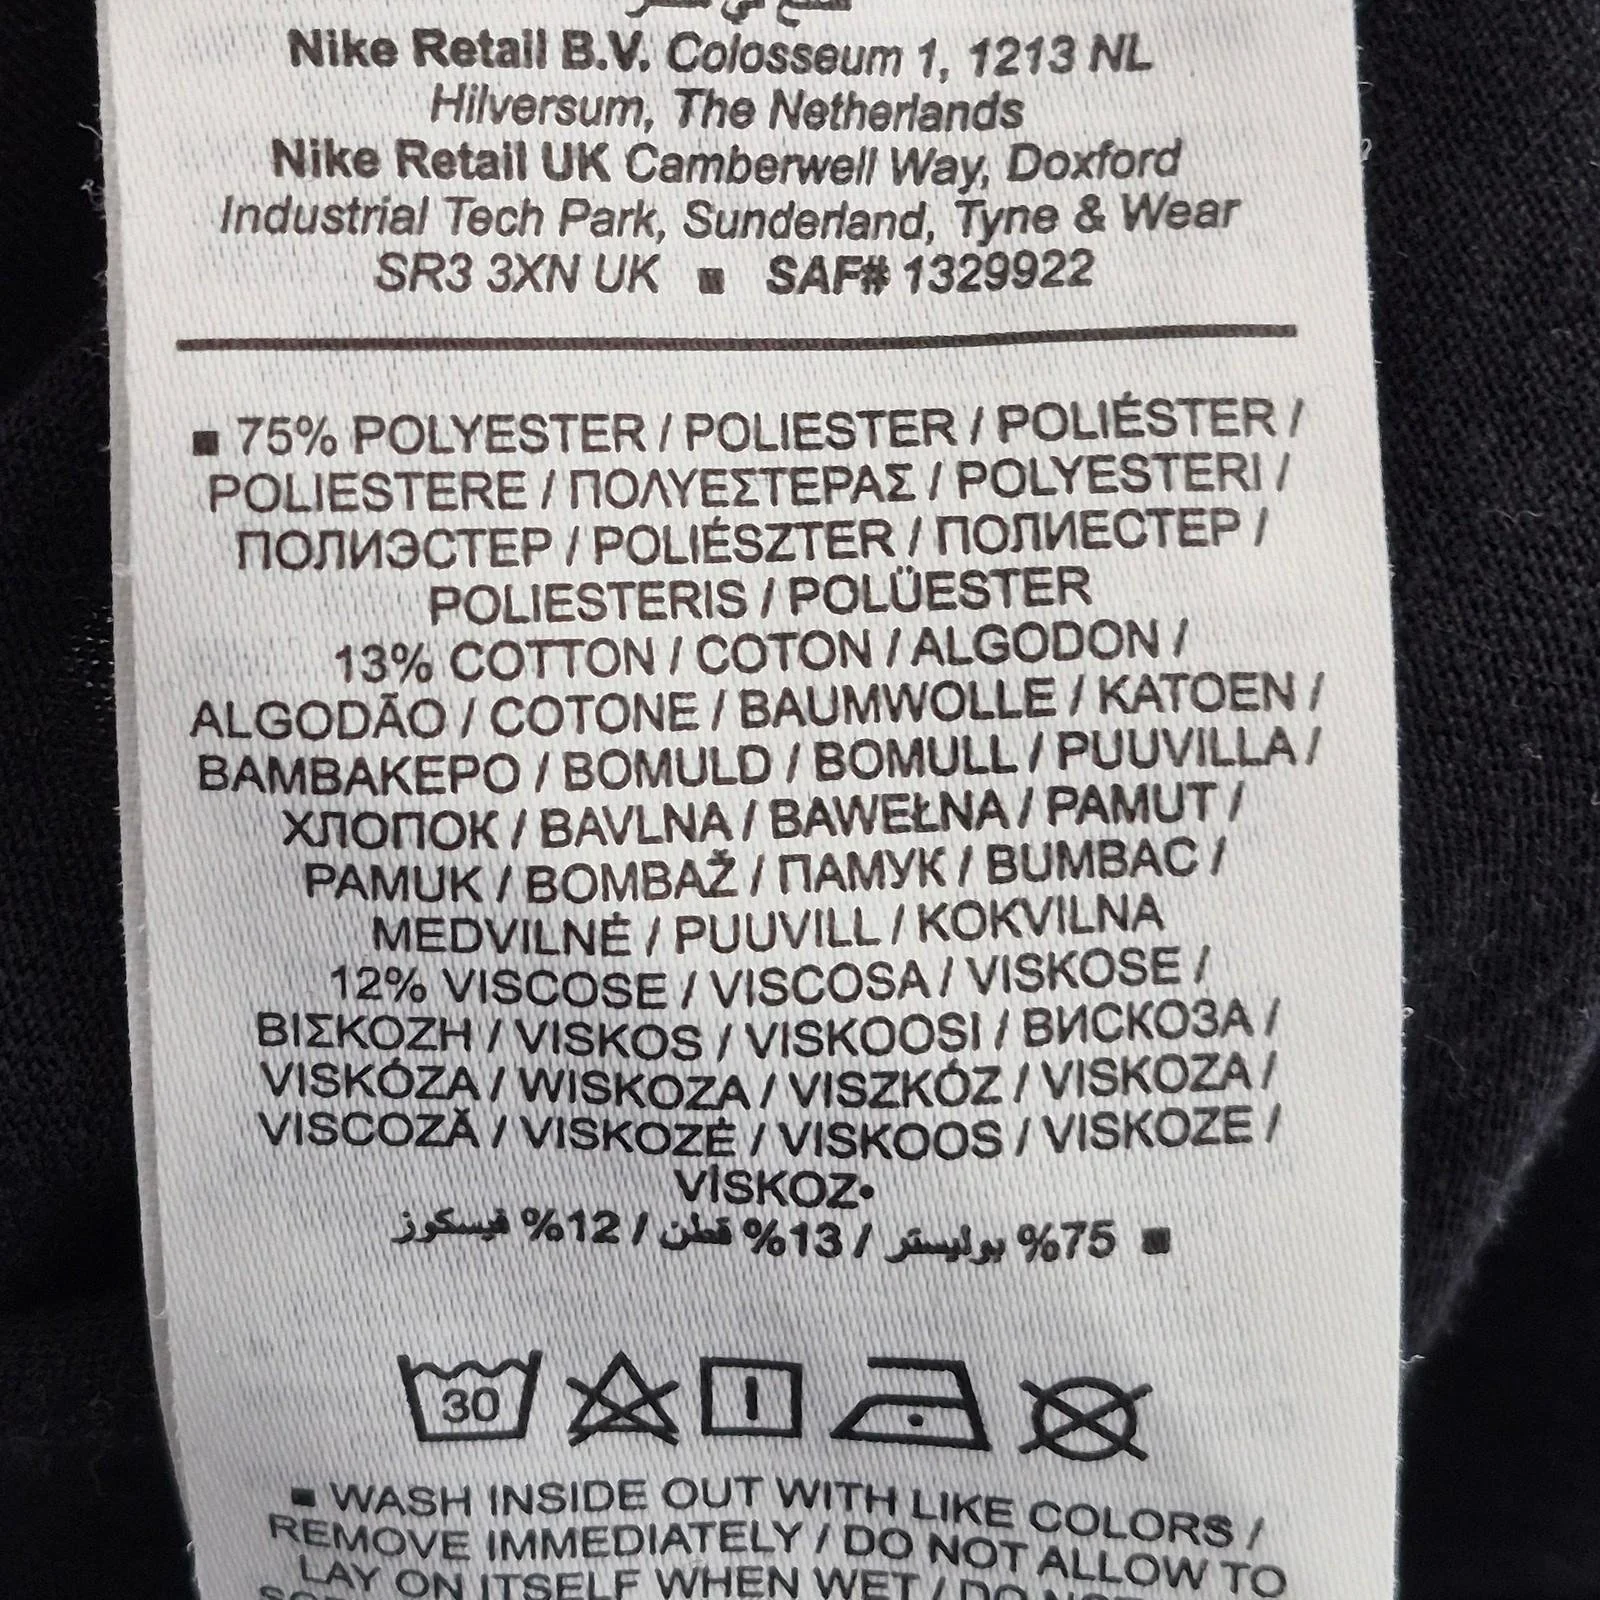 Nike Retail B.V. Colosseum 1, 1213 NL
Hilversum, The Netherlands
Nike Retail UK Camberwell Way, Doxford
Industrial Tech Park, Sunderland, Tyne & Wear
SR3 3XN UK ■ SAF# 1329922
■ 75% POLYESTER / POLIESTER / POLIÉSTER /
POLIESTERE / ΠΟΛΥΕΣΤΕΡΑΣ / POLYESTERI /
ПОЛИЭСТЕР / POLIÉSZTER / ПОЛИЕСТЕР /
POLIESTERIS / POLÜESTER
13% COTTON / COTON / ALGODON /
ALGODÃO / COTONE / BAUMWOLLE / KATOEN /
ΒΑΜΒΑΚΕΡΟ / BOMULD / BOMULL / PUUVILLA /
ХЛОПОК / BAVLNA / BAWEŁNA / PAMUT /
PAMUK / BOMBAŽ / ПАМУК / BUMBAC /
MEDVILNĖ / PUUVILL / KOKVILNA
12% VISCOSE / VISCOSA / VISKOSE /
ΒΙΣΚΟΖΗ / VISKOS / VISKOOSI / ВИСКОЗА /
VISKÓZA / WISKOZA / VISZKÓZ / VISKOZA /
VISCOZĂ / VISKOZĖ / VISKOOS / VISKOZE /
VİSKOZ•
■ 75% بوليستر / 13% قطن / 12% فيسكوز
30
■ WASH INSIDE OUT WITH LIKE COLORS /
REMOVE IMMEDIATELY / DO NOT ALLOW TO
LAY ON ITSELF WHEN WET / DO NOT